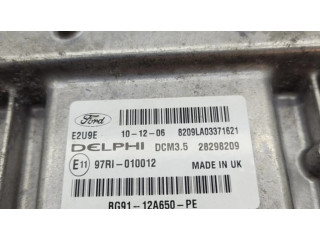 Ford
E2U9E 10-12-06 8209LA03371621
DELPHI DCM3.5 28298209
E11 97RI-010012 MADE IN UK
BG91-12A650-PE